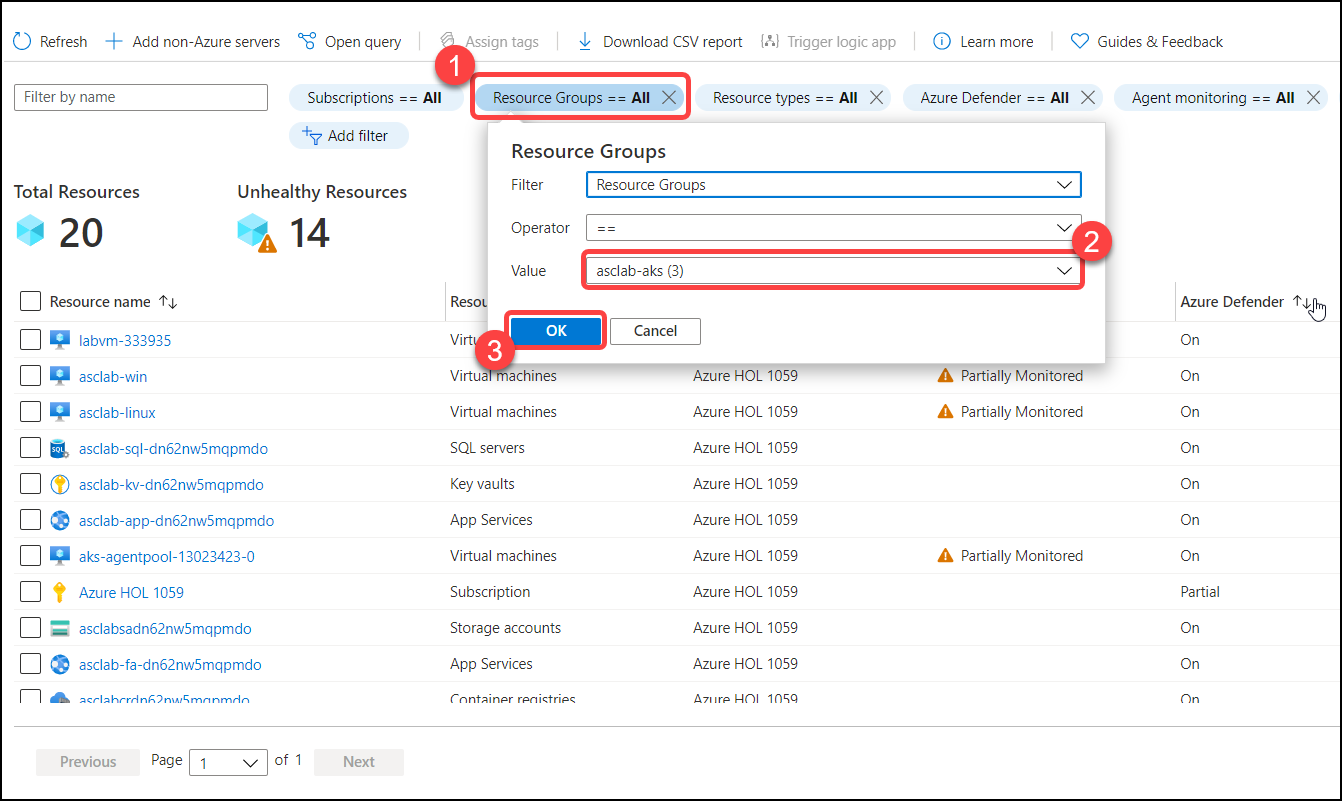 Refresh Add non-Azure servers Open query Assign tags Download CSV report Trigger logic app Learn more Guides & Feedback
1
Filter by name Subscriptions == All Resource Groups == All Resource types == All Azure Defender == All Agent monitoring == All
Add filter
Resource Groups
Filter Resource Groups
Operator ==
2
Value asclab-aks (3)
3 OK Cancel
Total Resources Unhealthy Resources
20 14
Resource name Resou Azure Defender
labvm-333935 Virtu On
asclab-win Virtual machines Azure HOL 1059 Partially Monitored On
asclab-linux Virtual machines Azure HOL 1059 Partially Monitored On
SQL asclab-sql-dn62nw5mqpmdo SQL servers Azure HOL 1059 On
asclab-kv-dn62nw5mqpmdo Key vaults Azure HOL 1059 On
asclab-app-dn62nw5mqpmdo App Services Azure HOL 1059 On
aks-agentpool-13023423-0 Virtual machines Azure HOL 1059 Partially Monitored On
Azure HOL 1059 Subscription Azure HOL 1059 Partial
asclabsadn62nw5mqpmdo Storage accounts Azure HOL 1059 On
asclab-fa-dn62nw5mqpmdo App Services Azure HOL 1059 On
asclabcrdn62nw5mqpmdo Container registries Azure HOL 1059 On
Previous Page 1 of 1 Next